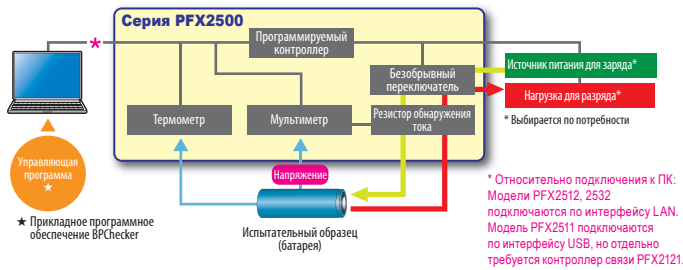 Серия PFX2500
*
Программируемый
контроллер
Безобрывный
переключатель
Источник питания для заряда*
Нагрузка для разряда*
* Выбирается по потребности
Термометр
Мультиметр
Резистор обнаружения
тока
Управляющая
программа
★
Напряжение
★ Прикладное программное
обеспечение BPChecker
Испытательный образец
(батарея)
* Относительно подключения к ПК:
Модели PFX2512, 2532
подключаются по интерфейсу LAN.
Модель PFX2511 подключаются
по интерфейсу USB, но отдельно
требуется контроллер связи PFX2121.